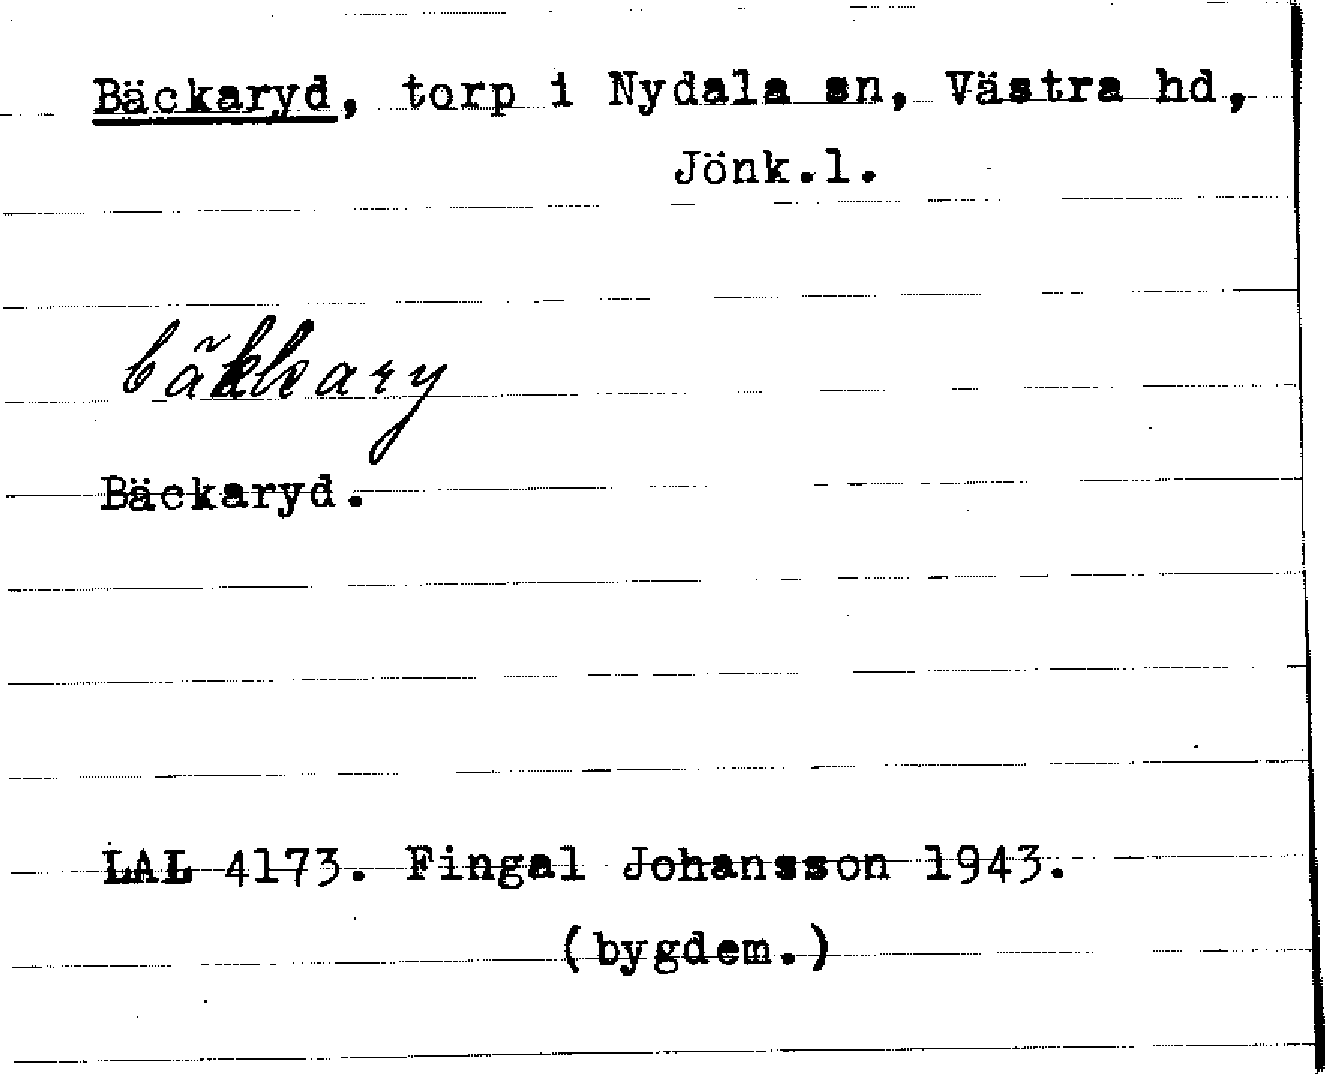 Bäckaryd, torp i Nydala sn, Västra hd,
Jönk.l.
bäkkary
Bäckaryd.
LAL 4173. Fingal Johansson 1943.
(bygdem.)